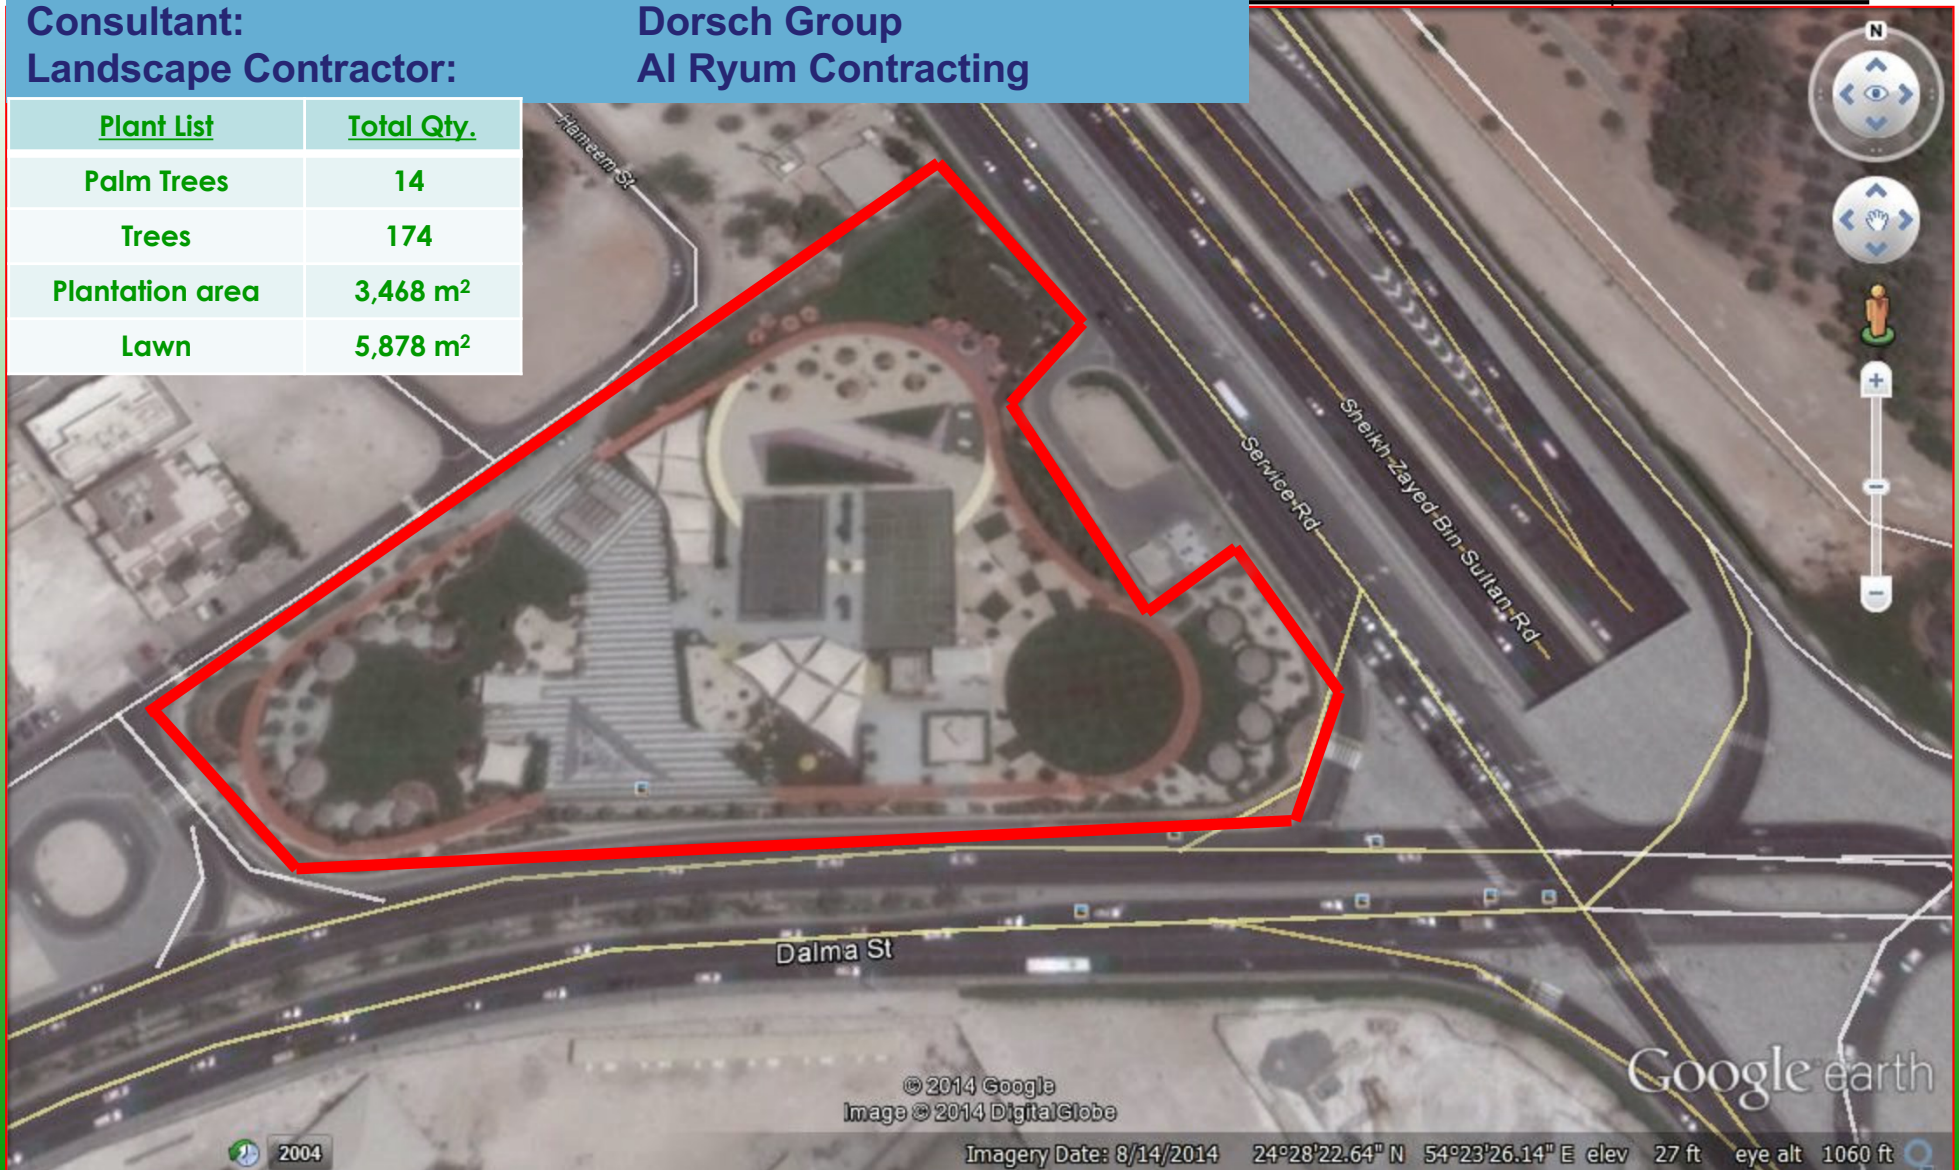 Consultant: Dorsch Group
Landscape Contractor: Al Ryum Contracting
Plant List Total Qty.
Palm Trees 14
Trees 174
Plantation area 3,468 m²
Lawn 5,878 m²
Hameem St
N
Service Rd
Sheikh Zayed Bin Sultan Rd
Dalma St
Google earth
© 2014 Google
Image © 2014 DigitalGlobe
2004
Imagery Date: 8/14/2014 24°28'22.64" N 54°23'26.14" E elev 27 ft eye alt 1060 ft